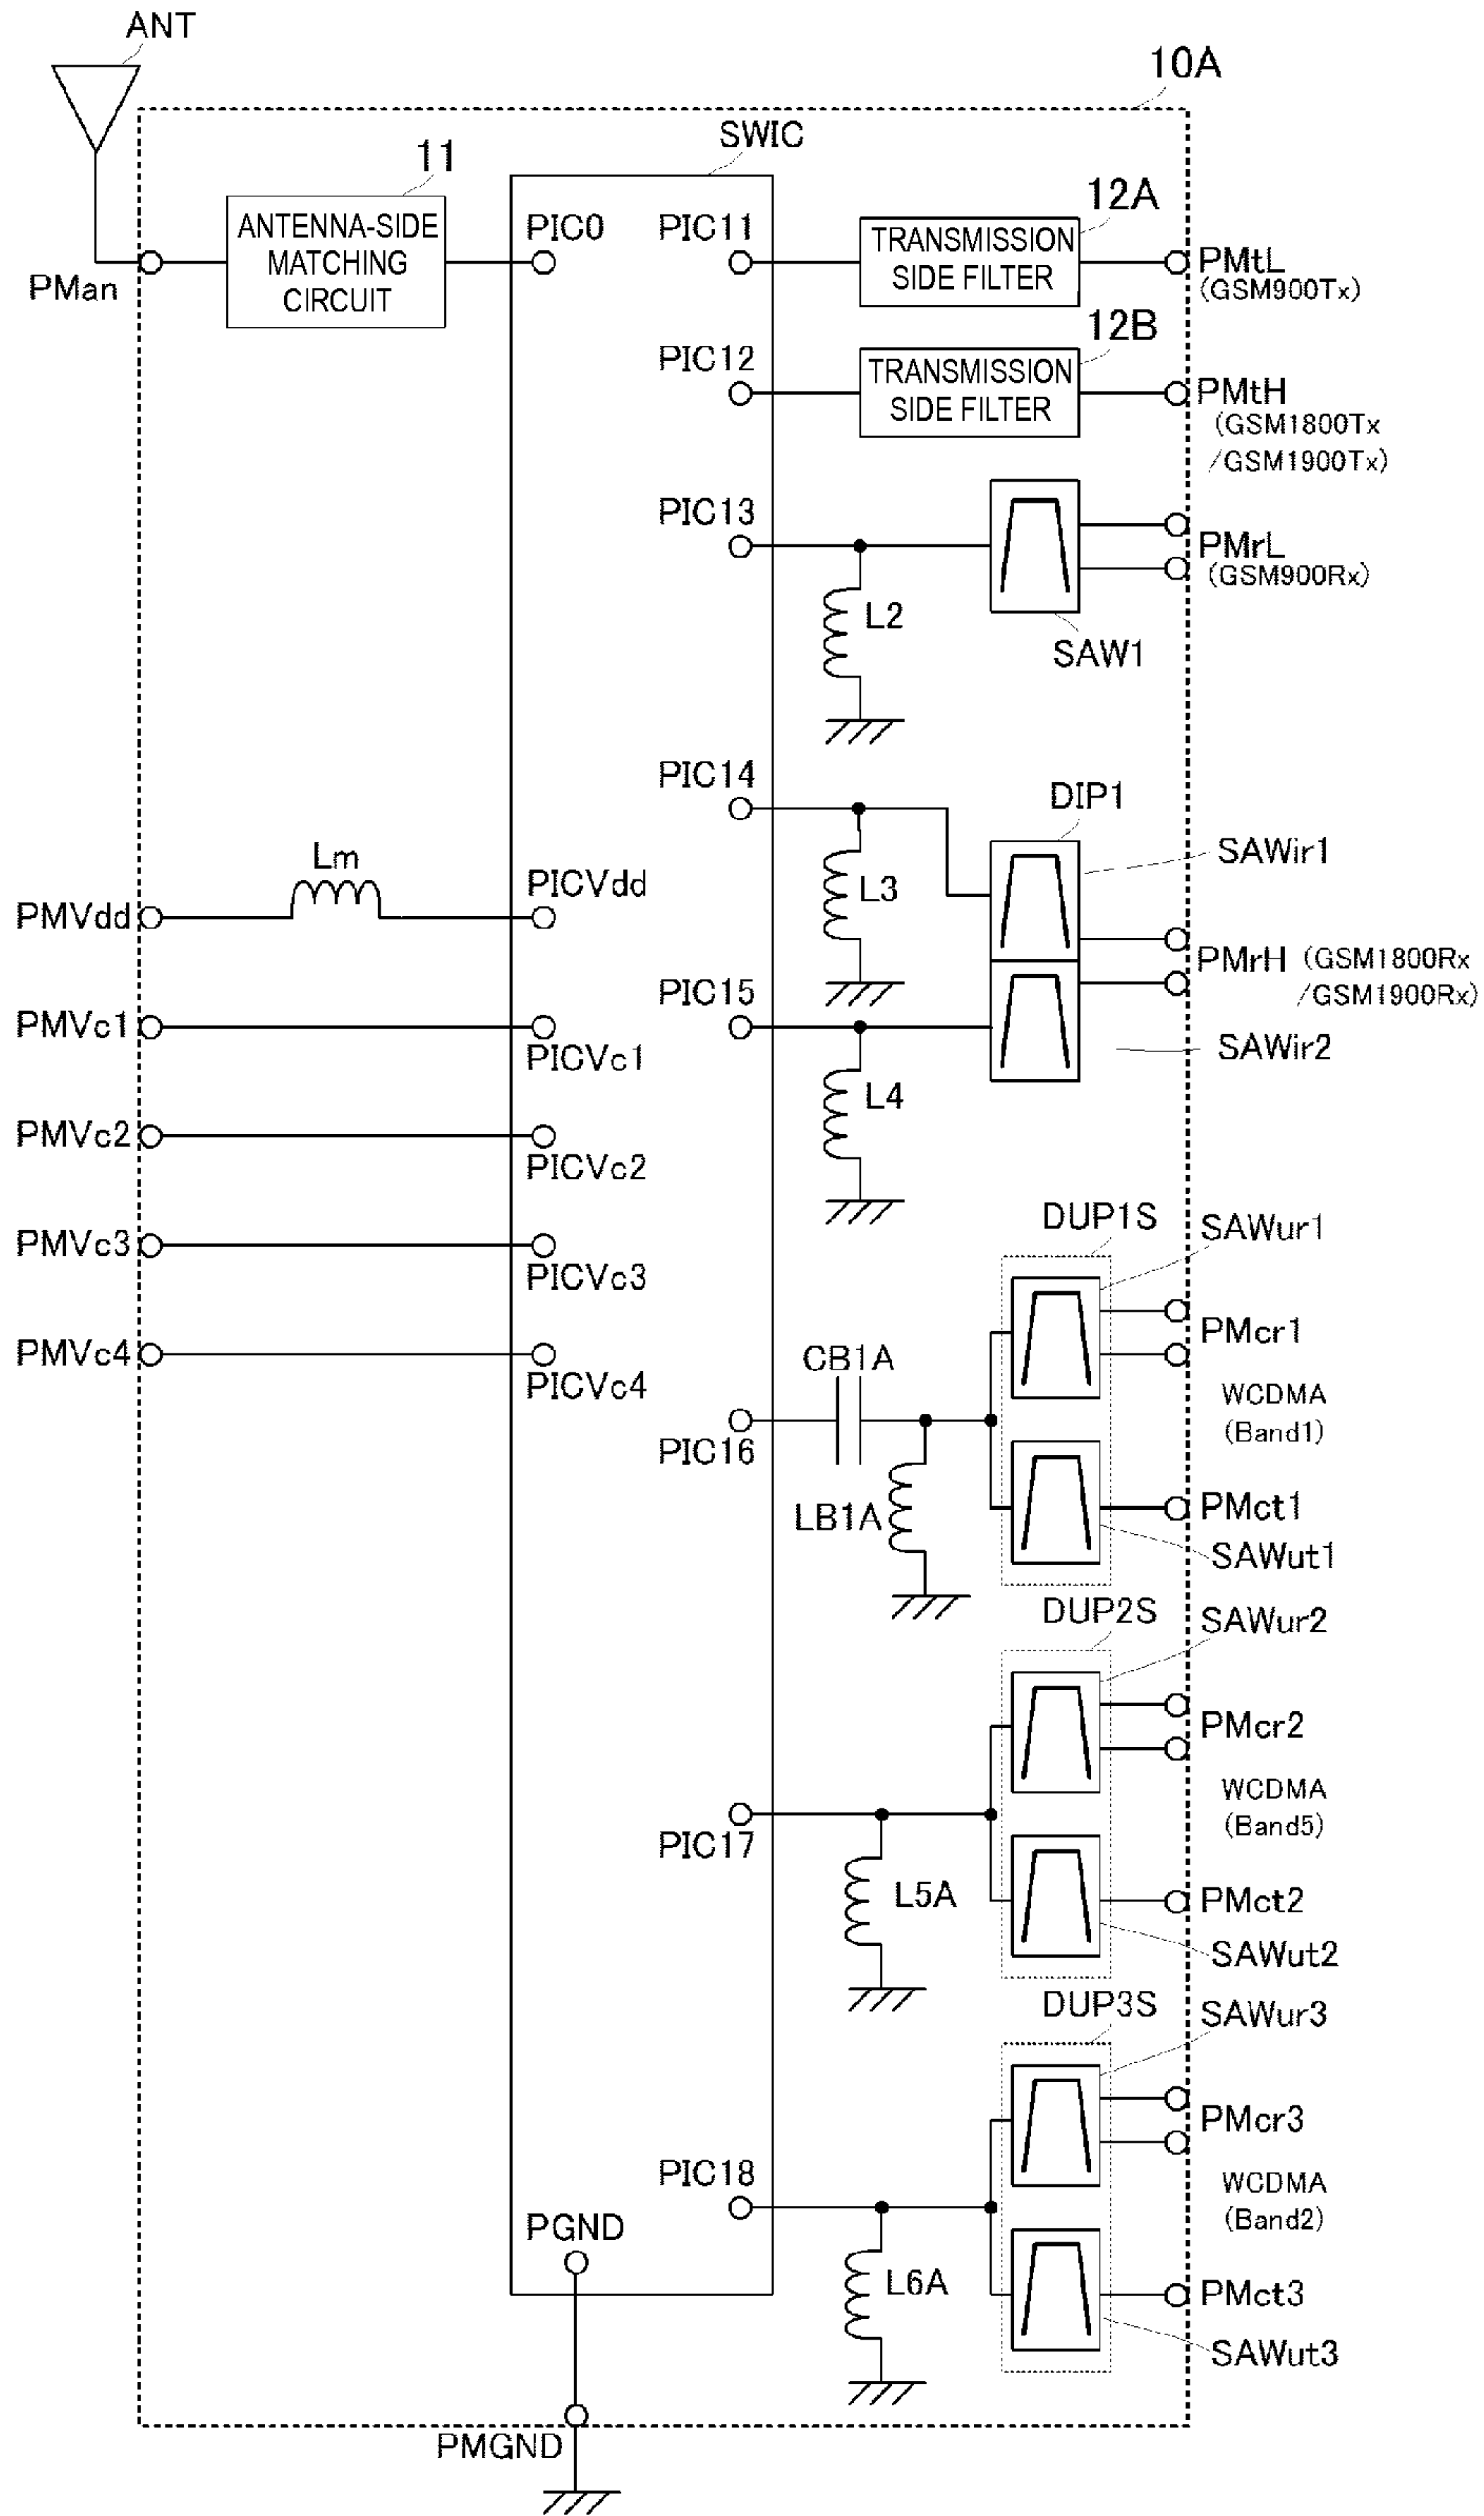 ANT
10A
SWIC
11
ANTENNA-SIDE
MATCHING
CIRCUIT
PMan
PIC0
PIC11
12A
TRANSMISSION
SIDE FILTER
PMtL
(GSM900Tx)
12B
PIC12
TRANSMISSION
SIDE FILTER
PMtH
(GSM1800Tx
/GSM1900Tx)
PIC13
L2
SAW1
PMrL
(GSM900Rx)
PIC14
DIP1
SAWir1
L3
Lm
PMVdd
PICVdd
PMrH (GSM1800Rx
/GSM1900Rx)
PIC15
SAWir2
L4
PMVc1
PICVc1
PMVc2
PICVc2
PMVc3
PICVc3
PMVc4
PICVc4
DUP1S
SAWur1
PMcr1
CB1A
WCDMA
(Band1)
PIC16
LB1A
PMct1
SAWut1
DUP2S
SAWur2
PMcr2
WCDMA
(Band5)
PIC17
L5A
PMct2
SAWut2
DUP3S
SAWur3
PMcr3
WCDMA
(Band2)
PIC18
PGND
L6A
PMct3
SAWut3
PMGND